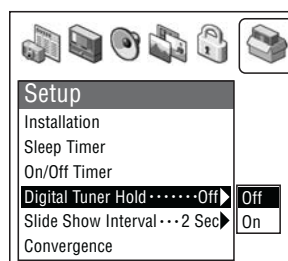 Setup
Installation
Sleep Timer
On/Off Timer
Digital Tuner Hold ······· Off
Off
Slide Show Interval ··· 2 Sec
On
Convergence